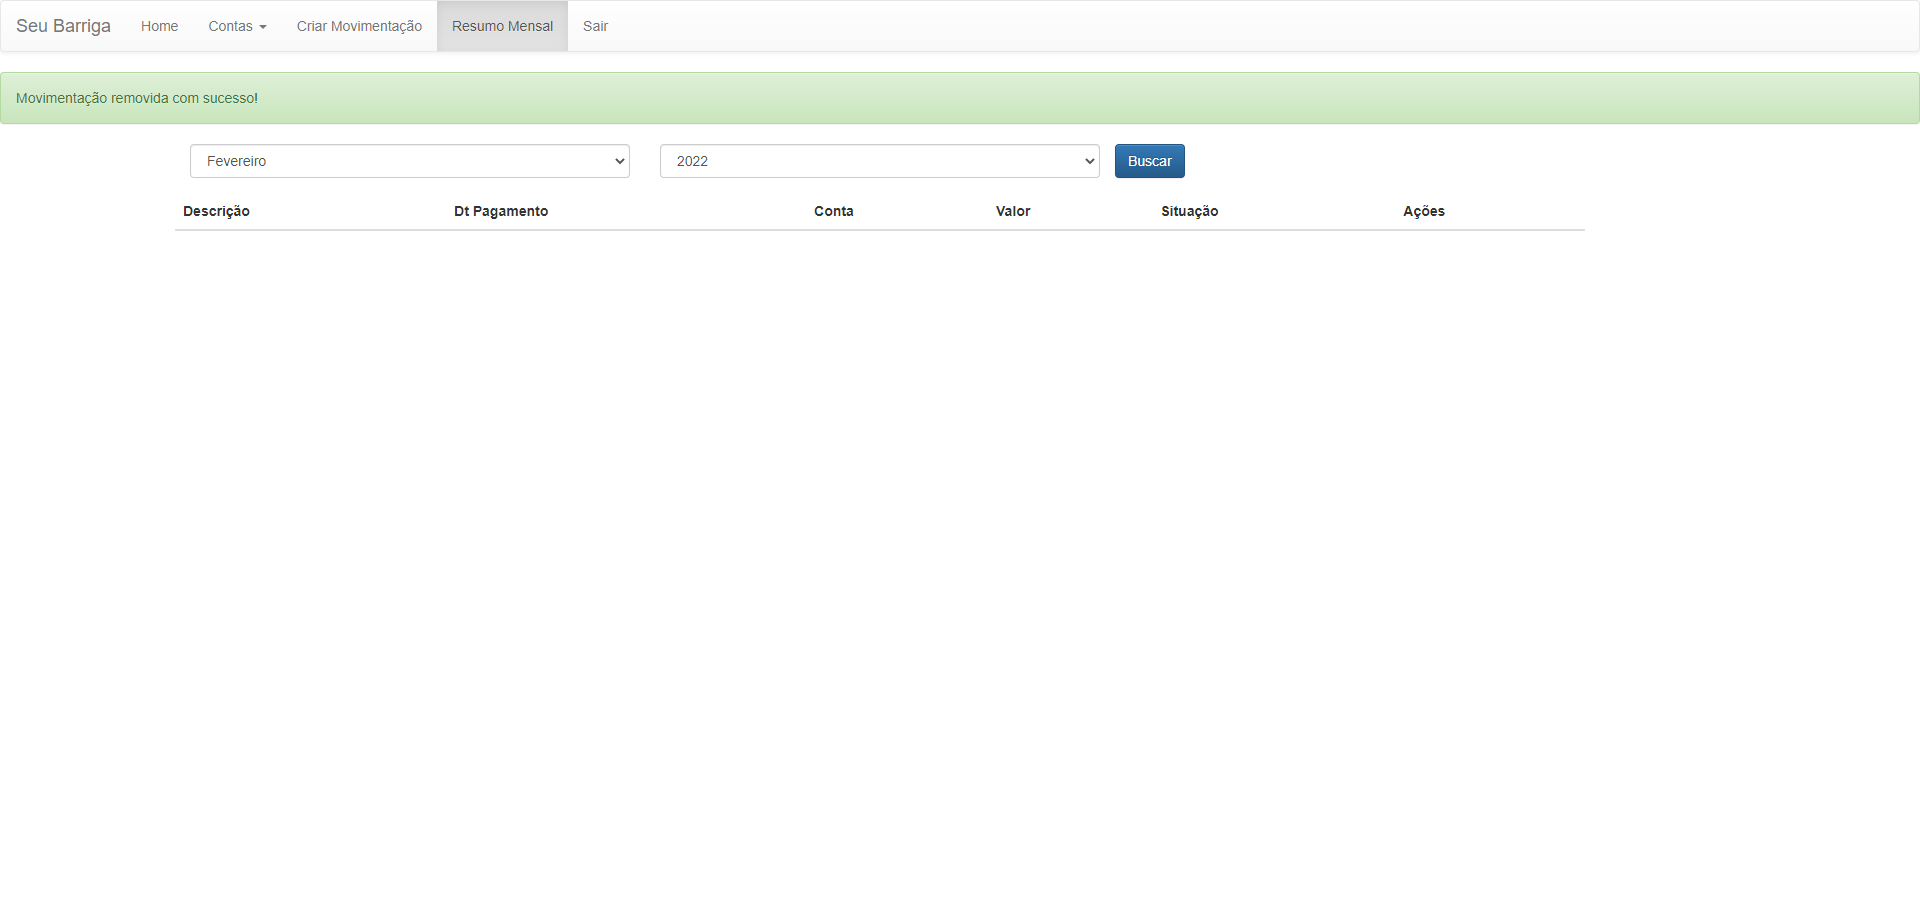 Seu Barriga Home Contas Criar Movimentação Resumo Mensal Sair
Movimentação removida com sucesso!
Fevereiro 2022 Buscar
Descrição Dt Pagamento Conta Valor Situação Ações